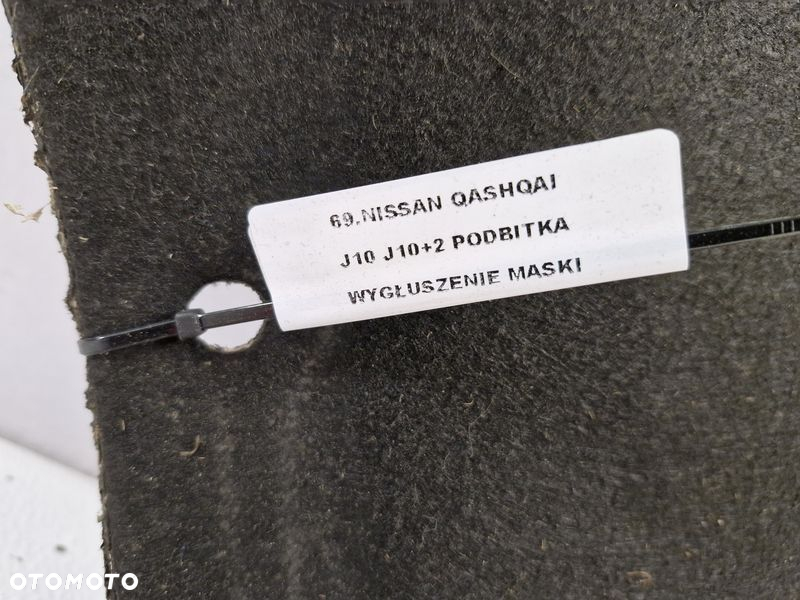 69.NISSAN QASHQAI
J10 J10+2 PODBITKA
WYGŁUSZENIE MASKI
OTOMOTO